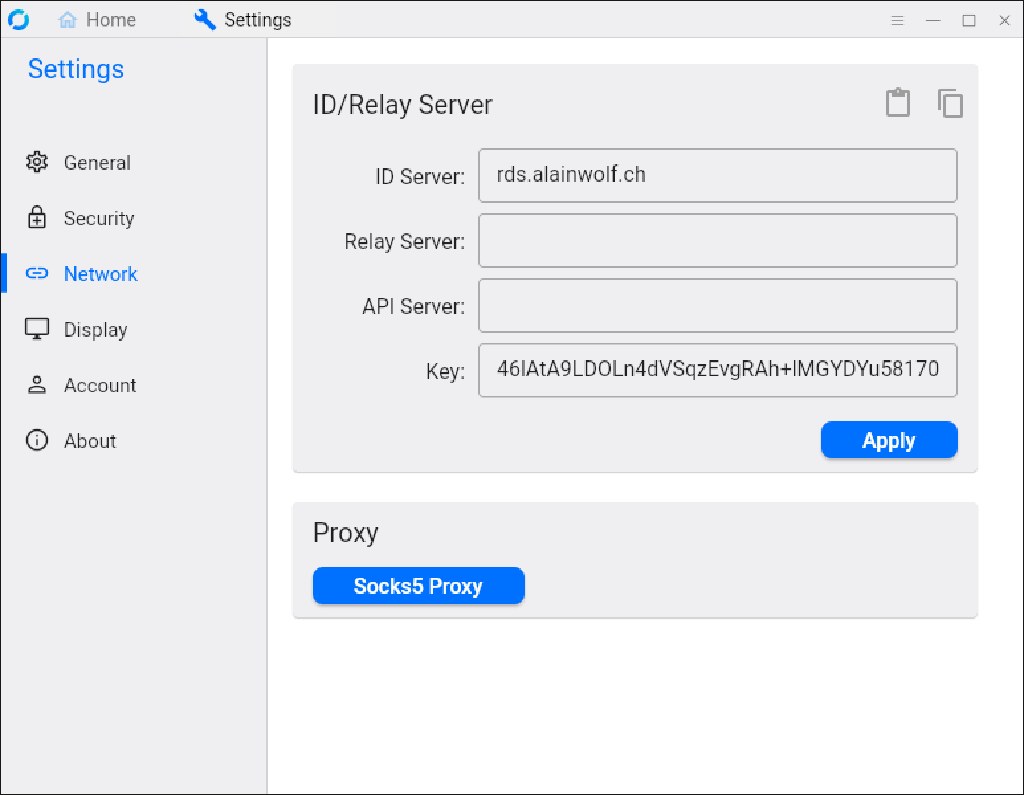 Home
Settings
Settings
General
Security
Network
Display
Account
About
ID/Relay Server
ID Server: rds.alainwolf.ch
Relay Server:
API Server:
Key: 46lAtA9LDOLn4dVSqzEvgRAh+IMGYDYu58170
Apply
Proxy
Socks5 Proxy